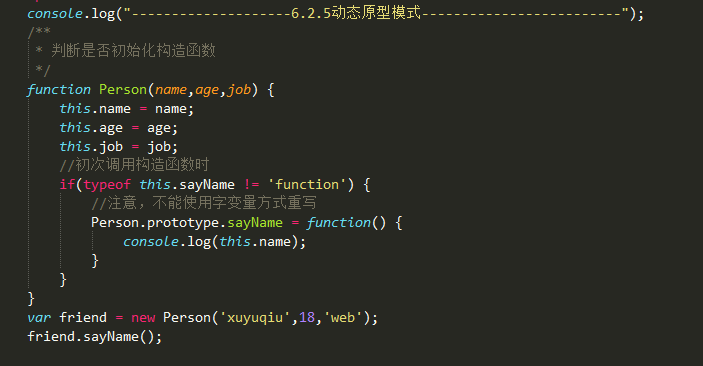 console.log("--------------------6.2.5动态原型模式-------------------------");
/**
 * 判断是否初始化构造函数
 */
function Person(name,age,job) {
    this.name = name;
    this.age = age;
    this.job = job;
    //初次调用构造函数时
    if(typeof this.sayName != 'function') {
        //注意，不能使用字变量方式重写
        Person.prototype.sayName = function() {
            console.log(this.name);
        }
    }
}
var friend = new Person('xuyuqiu',18,'web');
friend.sayName();